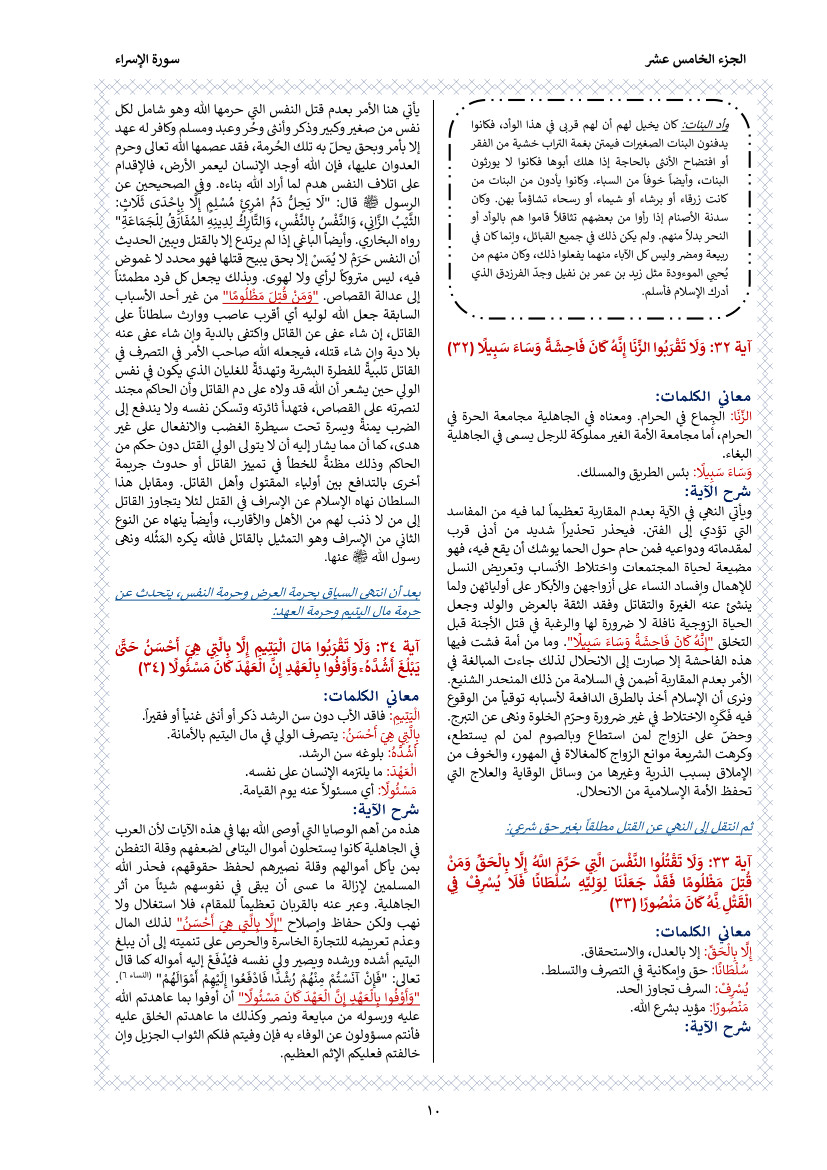 الجزء الخامس عشر
سورة الإسراء
وأد البنات: كان يخيل لهم أن لهم قربى في هذا الوأد، فكانوا
يدفنون البنات الصغيرات فيمتن بغمة التراب خشية من الفقر
أو افتضاح الأنثى بالحاجة إذا هلك أبوها فكانوا لا يورثون
البنات، وأيضاً خوفاً من السباء. وكانوا يأدون من البنات من
كانت زرقاء أو برشاء أو شيماء أو رسحاء تشاؤماً بهن. وكان
سدنة الأصنام إذا رأوا من بعضهم تثاقلاً قاموا هم بالوأد أو
النحر بدلاً منهم. ولم يكن ذلك في جميع القبائل، وإنما كان في
ربيعة ومضر وليس كل الآباء منهما يفعلوا ذلك، وكان منهم من
يُحيي الموءودة مثل زيد بن عمر بن نفيل وجدّ الفرزدق الذي
أدرك الإسلام فأسلم.
آية ٣٢: وَلَا تَقْرَبُوا الزِّنَا إِنَّهُ كَانَ فَاحِشَةً وَسَاءَ سَبِيلًا (٣٢)
معاني الكلمات:
الزِّنَا: الجِماع في الحرام. ومعناه في الجاهلية مجامعة الحرة في
الحرام، أما مجامعة الأمة الغير مملوكة للرجل يسمى في الجاهلية
البغاء.
وَسَاءَ سَبِيلًا: بئس الطريق والمسلك.
شرح الآية:
ويأتي النهي في الآية بعدم المقاربة تعظيماً لما فيه من المفاسد
التي تؤدي إلى الفتن. فيحذر تحذيراً شديد من أدنى قرب
لمقدماته ودواعيه فمن حام حول الحما يوشك أن يقع فيه، فهو
مضيعة لحياة المجتمعات واختلاط الأنساب وتعريض النسل
للإهمال وإفساد النساء على أزواجهن والأبكار على أوليائهن ولما
ينشئ عنه الغيرة والتقاتل وفقد الثقة بالعرض والولد وجعل
الحياة الزوجية نافلة لا ضرورة لها والرغبة في قتل الأجنة قبل
التخلق "إِنَّهُ كَانَ فَاحِشَةً وَسَاءَ سَبِيلًا". وما من أمة فشت فيها
هذه الفاحشة إلا صارت إلى الانحلال لذلك جاءت المبالغة في
الأمر بعدم المقاربة أضمن في السلامة من ذلك المنحدر الشنيع.
ونرى أن الإسلام أخذ بالطرق الدافعة لأسبابه توقياً من الوقوع
فيه فَكَرِه الاختلاط في غير ضرورة وحرّم الخلوة ونهى عن التبرج.
وحضّ على الزواج لمن استطاع وبالصوم لمن لم يستطع،
وكرهت الشريعة موانع الزواج كالمغالاة في المهور، والخوف من
الإملاق بسبب الذرية وغيرها من وسائل الوقاية والعلاج التي
تحفظ الأمة الإسلامية من الانحلال.
ثم انتقل إلى النهي عن القتل مطلقاً بغير حق شرعي:
آية ٣٣: وَلَا تَقْتُلُوا النَّفْسَ الَّتِي حَرَّمَ اللَّهُ إِلَّا بِالْحَقِّ وَمَنْ
قُتِلَ مَظْلُومًا فَقَدْ جَعَلْنَا لِوَلِيِّهِ سُلْطَانًا فَلَا يُسْرِفْ فِي
الْقَتْلِ نَّهُ كَانَ مَنْصُورًا (٣٣)
معاني الكلمات:
إِلَّا بِالْحَقِّ: إلا بالعدل، والاستحقاق.
سُلْطَانًا: حق وإمكانية في التصرف والتسلط.
يُسْرِفْ: السرف تجاوز الحد.
مَنْصُورًا: مؤيد بشرع الله.
شرح الآية:
يأتي هنا الأمر بعدم قتل النفس التي حرمها الله وهو شامل لكل
نفس من صغير وكبير وذكر وأنثى وحُر وعبد ومسلم وكافر له عهد
إلا بأمر وبحق يحلّ به تلك الحُرمة، فقد عصمها الله تعالى وحرم
العدوان عليها، فإن الله أوجد الإنسان ليعمر الأرض، فالإقدام
على اتلاف النفس هدم لما أراد الله بناءه. وفي الصحيحين عن
الرسول ﷺ قال: "لَا يَحِلُّ دَمُ امْرِئٍ مُسْلِمٍ إِلَّا بِإِحْدَى ثَلَاثٍ:
الثَّيِّبُ الزَّانِي، وَالنَّفْسُ بِالنَّفْسِ، وَالتَّارِكُ لِدِينِهِ المُفَارِقُ لِلْجَمَاعَةِ"
رواه البخاري. وأيضاً الباغي إذا لم يرتدع إلا بالقتل ويبين الحديث
أن النفس حَرَمْ لا يُمَسْ إلا بحق يبيح قتلها فهو محدد لا غموض
فيه، ليس متروكاً لرأي ولا لهوى. وبذلك يجعل كل فرد مطمئناً
إلى عدالة القصاص. "وَمَنْ قُتِلَ مَظْلُومًا" من غير أحد الأسباب
السابقة جعل الله لوليه أي أقرب عاصب ووارث سلطاناً على
القاتل، إن شاء عفى عن القاتل واكتفى بالدية وإن شاء عفى عنه
بلا دية وإن شاء قتله، فيجعله الله صاحب الأمر في التصرف في
القاتل تلبيةً للفطرة البشرية وتهدئةً للغليان الذي يكون في نفس
الولي حين يشعر أن الله قد ولاه على دم القاتل وأن الحاكم مجند
لنصرته على القصاص، فتهدأ ثائرته وتسكن نفسه ولا يندفع إلى
الضرب يمنةً ويسرة تحت سيطرة الغضب والانفعال على غير
هدى، كما أن مما يشار إليه أن لا يتولى الولي القتل دون حكم من
الحاكم وذلك مظنةً للخطأ في تمييز القاتل أو حدوث جريمة
أخرى بالتدافع بين أولياء المقتول وأهل القاتل. ومقابل هذا
السلطان نهاه الإسلام عن الإسراف في القتل لئلا يتجاوز القاتل
إلى من لا ذنب لهم من الأهل والأقارب، وأيضاً ينهاه عن النوع
الثاني من الإسراف وهو التمثيل بالقاتل فالله يكره المَثُله ونهى
رسول الله ﷺ عنها.
بعد أن انتهى السياق بحرمة العرض وحرمة النفس، يتحدث عن
حرمة مال اليتيم وحرمة العهد:
آية ٣٤: وَلَا تَقْرَبُوا مَالَ الْيَتِيمِ إِلَّا بِالَّتِي هِيَ أَحْسَنُ حَتَّىٰ
يَبْلُغَ أَشُدَّهُ ۚ وَأَوْفُوا بِالْعَهْدِ إِنَّ الْعَهْدَ كَانَ مَسْئُولًا (٣٤)
معاني الكلمات:
الْيَتِيمِ: فاقد الأب دون سن الرشد ذكر أو أنثى غنياً أو فقيراً.
بِالَّتِي هِيَ أَحْسَنُ: يتصرف الولي في مال اليتيم بالأمانة.
أَشُدَّهُ: بلوغه سن الرشد.
الْعَهْدَ: ما يلتزمه الإنسان على نفسه.
مَسْئُولًا: أي مسئولاً عنه يوم القيامة.
شرح الآية:
هذه من أهم الوصايا التي أوصى الله بها في هذه الآيات لأن العرب
في الجاهلية كانوا يستحلون أموال اليتامى لضعفهم وقلة التفطن
بمن يأكل أموالهم وقلة نصيرهم لحفظ حقوقهم، فحذر الله
المسلمين لإزالة ما عسى أن يبقى في نفوسهم شيئاً من أثر
الجاهلية. وعبر عنه بالقربان تعظيماً للمقام، فلا استغلال ولا
نهب ولكن حفاظ وإصلاح "إِلَّا بِالَّتِي هِيَ أَحْسَنُ" لذلك المال
وعدم تعريضه للتجارة الخاسرة والحرص على تنميته إلى أن يبلغ
اليتيم أشده ورشده ويصير ولي نفسه فيُدْفَعْ إليه أمواله كما قال
تعالى: "فَإِنْ آنَسْتُمْ مِنْهُمْ رُشْدًا فَادْفَعُوا إِلَيْهِمْ أَمْوَالَهُمْ" (النساء ٦).
"وَأَوْفُوا بِالْعَهْدِ إِنَّ الْعَهْدَ كَانَ مَسْئُولًا" أن أوفوا بما عاهدتم الله
عليه ورسوله من مبايعة ونصر وكذلك ما عاهدتم الخلق عليه
فأنتم مسؤولون عن الوفاء به فإن وفيتم فلكم الثواب الجزيل وإن
خالفتم فعليكم الإثم العظيم.
١٠